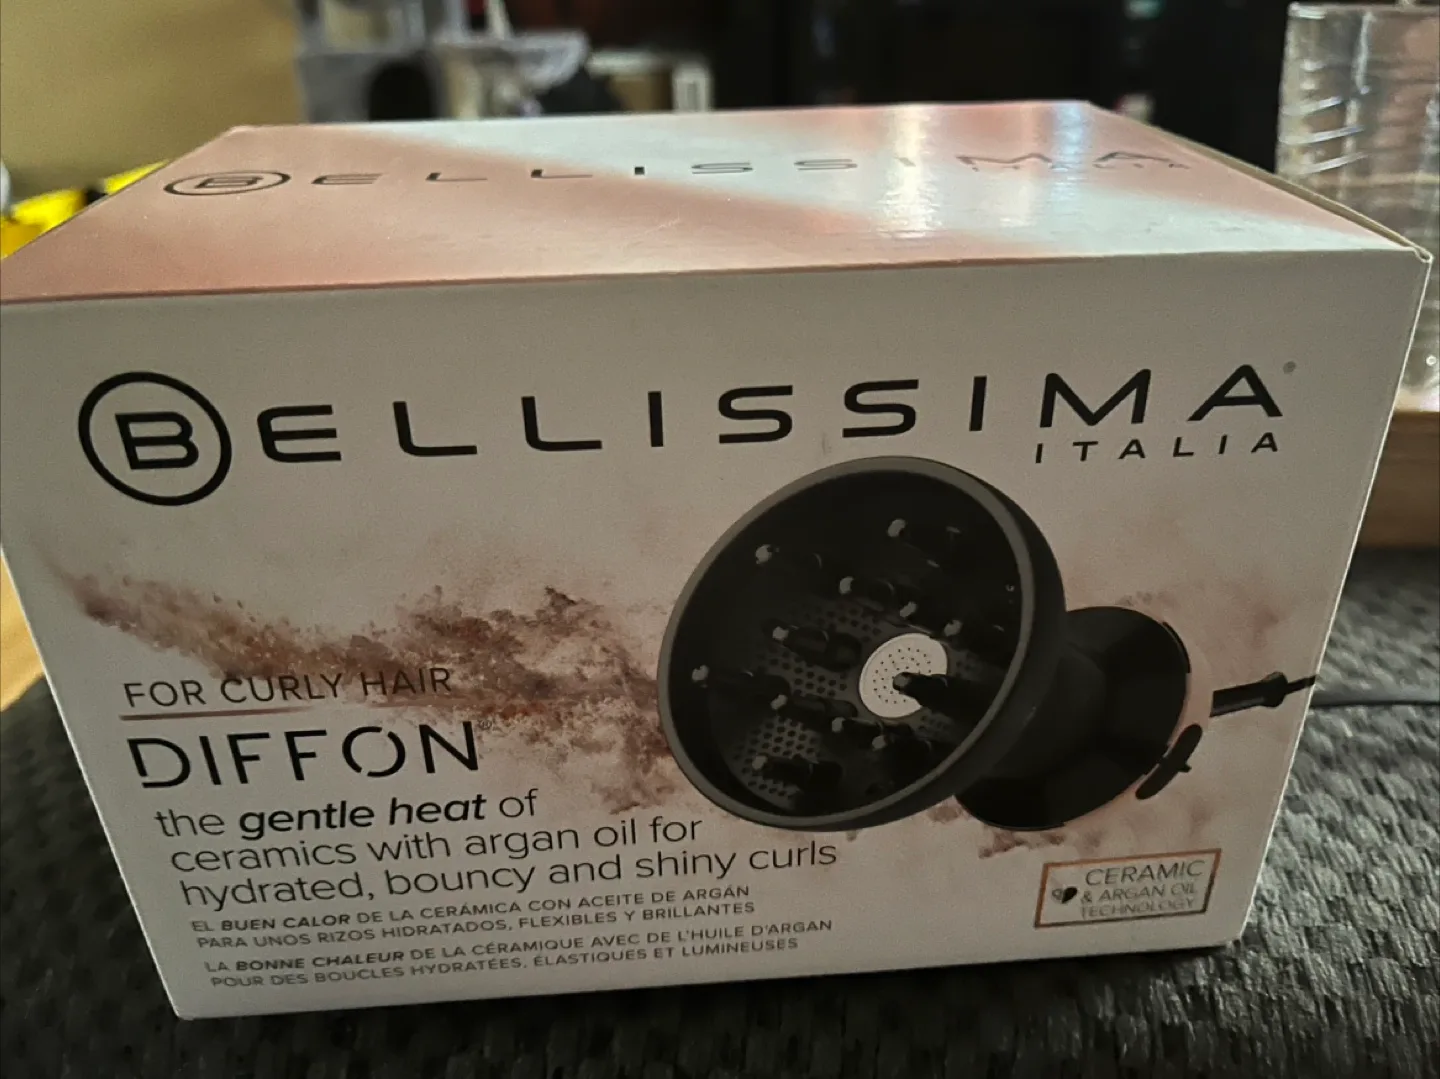 BELLISSIMA
ITALIA
BELLISSIMA
ITALIA
FOR CURLY HAIR
DIFFON®
the gentle heat of
ceramics with argan oil for
hydrated, bouncy and shiny curls
EL BUEN CALOR DE LA CERÁMICA CON ACEITE DE ARGÁN
PARA UNOS RIZOS HIDRATADOS, FLEXIBLES Y BRILLANTES
LA BONNE CHALEUR DE LA CÉRAMIQUE AVEC DE L'HUILE D'ARGAN
POUR DES BOUCLES HYDRATÉES, ÉLASTIQUES ET LUMINEUSES
CERAMIC
& ARGAN OIL
TECHNOLOGY